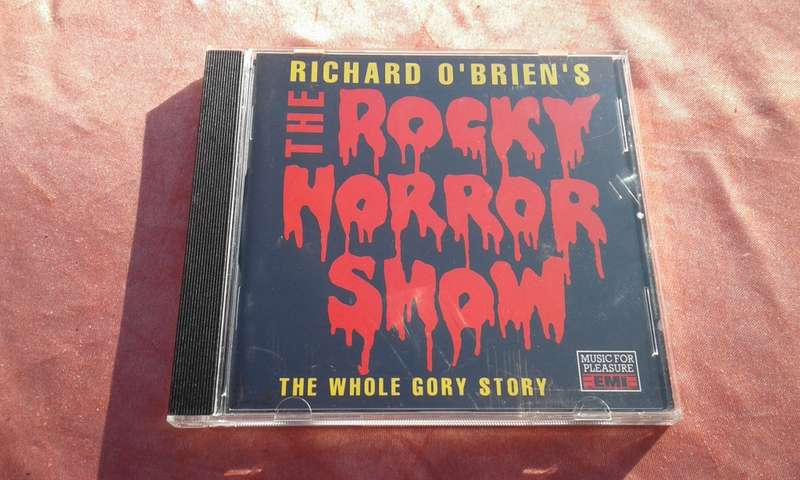 RICHARD O'BRIEN'S
THE
ROCKY
HORROR
SHOW
THE WHOLE GORY STORY
MUSIC FOR
PLEASURE
EMI